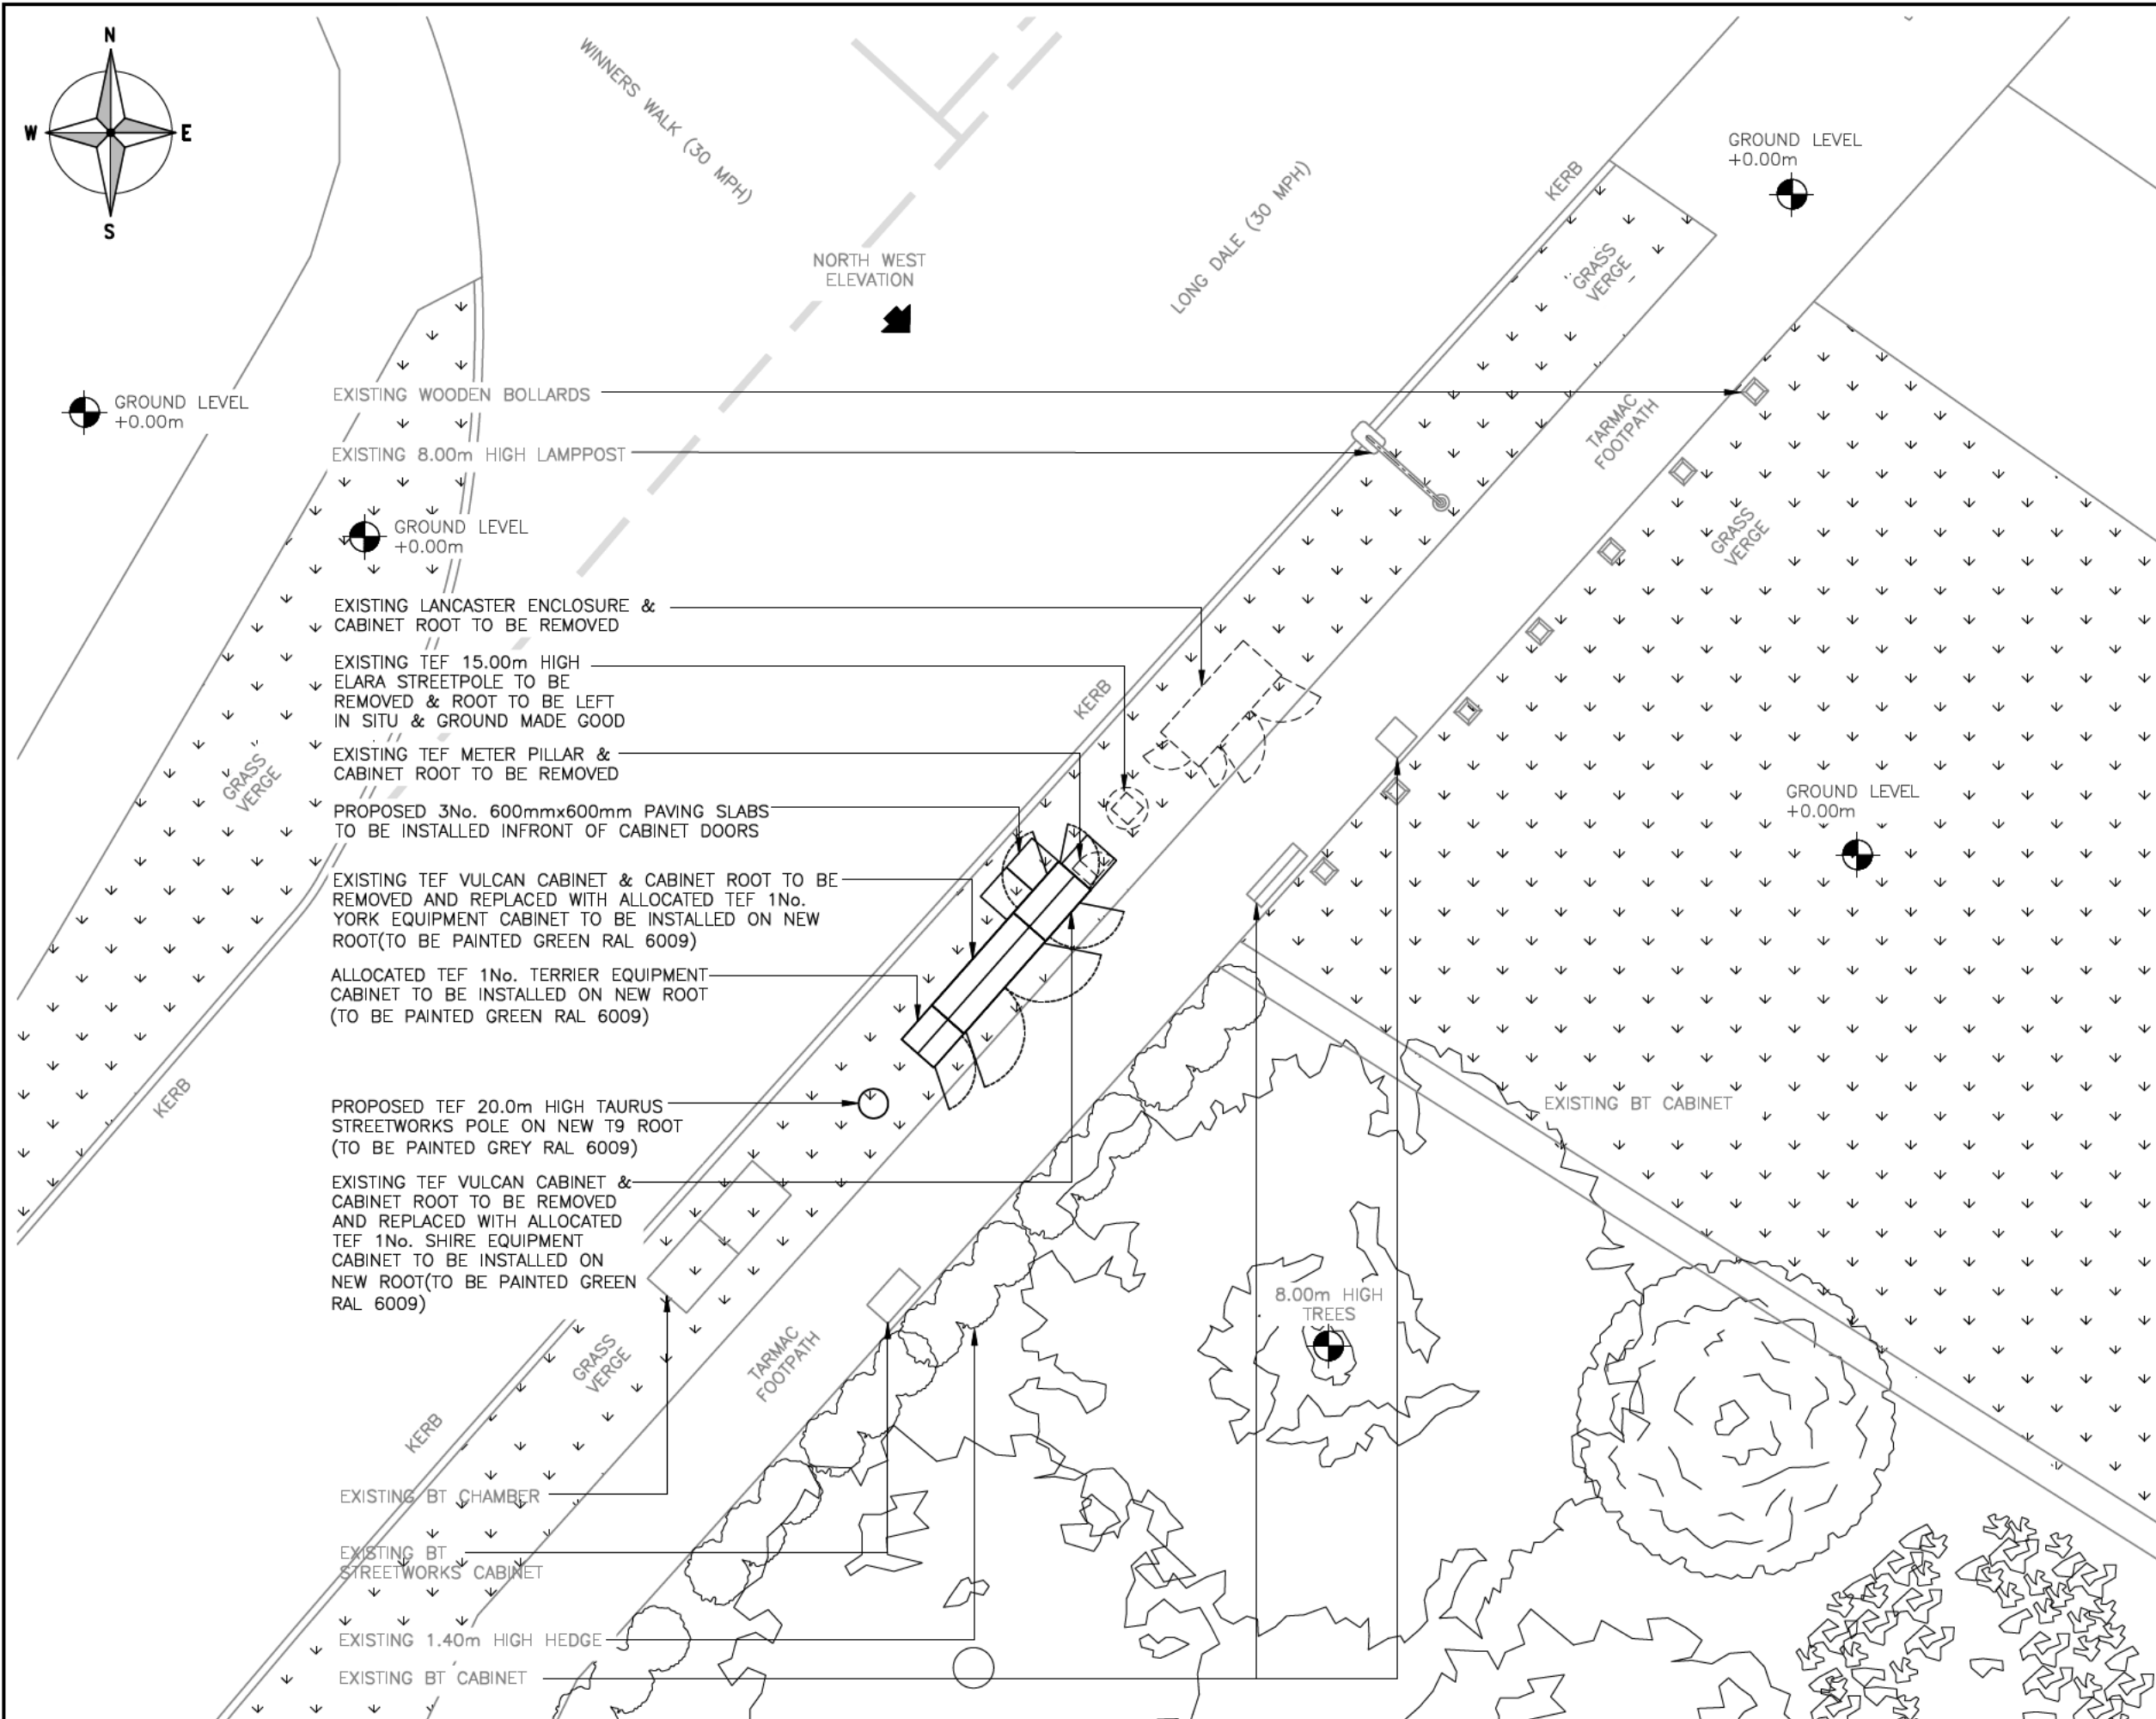 N
W
E
S
WINNERS WALK (30 MPH)
NORTH WEST
ELEVATION
LONG DALE (30 MPH)
KERB
GROUND LEVEL
+0.00m
GRASS
VERGE
GROUND LEVEL
+0.00m
EXISTING WOODEN BOLLARDS
TARMAC
FOOTPATH
EXISTING 8.00m HIGH LAMPPOST
GROUND LEVEL
+0.00m
GRASS
VERGE
EXISTING LANCASTER ENCLOSURE &
CABINET ROOT TO BE REMOVED
EXISTING TEF 15.00m HIGH
ELARA STREETPOLE TO BE
REMOVED & ROOT TO BE LEFT
IN SITU & GROUND MADE GOOD
KERB
EXISTING TEF METER PILLAR &
CABINET ROOT TO BE REMOVED
GRASS
VERGE
GROUND LEVEL
+0.00m
PROPOSED 3No. 600mmx600mm PAVING SLABS
TO BE INSTALLED INFRONT OF CABINET DOORS
EXISTING TEF VULCAN CABINET & CABINET ROOT TO BE
REMOVED AND REPLACED WITH ALLOCATED TEF 1No.
YORK EQUIPMENT CABINET TO BE INSTALLED ON NEW
ROOT(TO BE PAINTED GREEN RAL 6009)
ALLOCATED TEF 1No. TERRIER EQUIPMENT
CABINET TO BE INSTALLED ON NEW ROOT
(TO BE PAINTED GREEN RAL 6009)
KERB
EXISTING BT CABINET
PROPOSED TEF 20.0m HIGH TAURUS
STREETWORKS POLE ON NEW T9 ROOT
(TO BE PAINTED GREY RAL 6009)
EXISTING TEF VULCAN CABINET &
CABINET ROOT TO BE REMOVED
AND REPLACED WITH ALLOCATED
TEF 1No. SHIRE EQUIPMENT
CABINET TO BE INSTALLED ON
NEW ROOT(TO BE PAINTED GREEN
RAL 6009)
8.00m HIGH
TREES
GRASS
VERGE
TARMAC
FOOTPATH
KERB
EXISTING BT CHAMBER
EXISTING BT
STREETWORKS CABINET
EXISTING 1.40m HIGH HEDGE
EXISTING BT CABINET